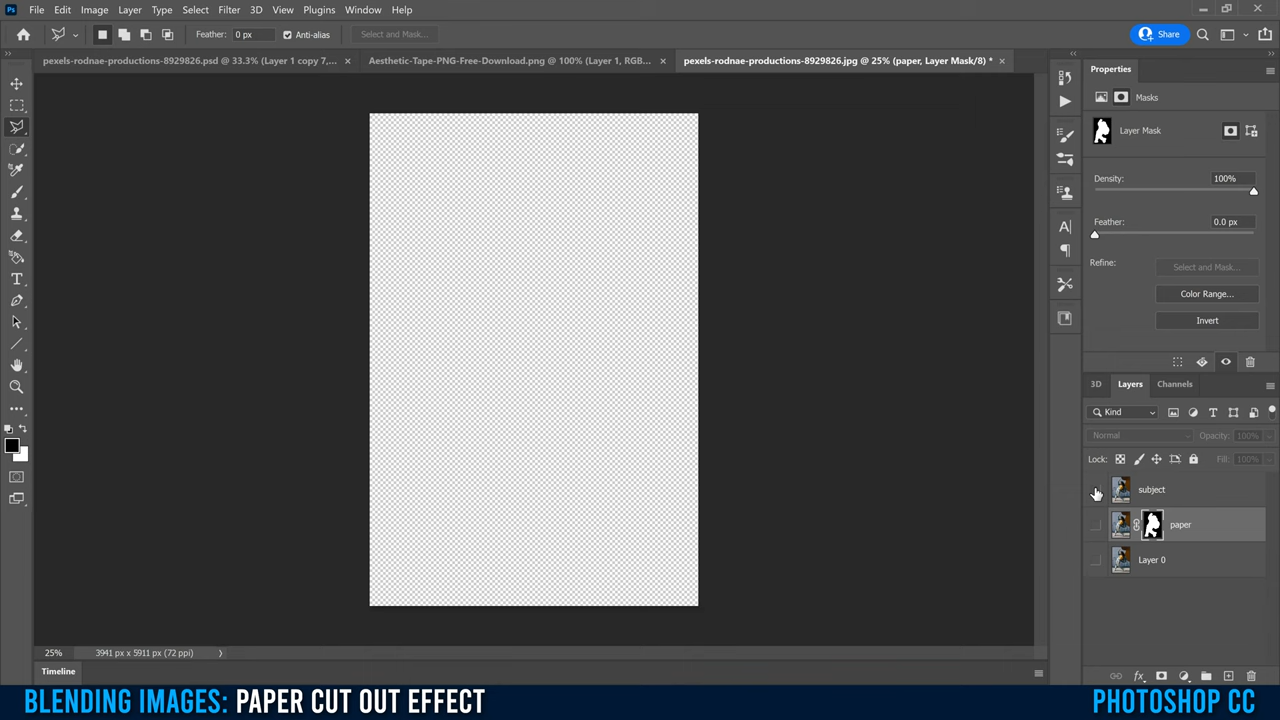 Ps File Edit Image Layer Type Select Filter 3D View Plugins Window Help
Feather: 0 px Anti-alias Select and Mask... Share
pexels-rodnae-productions-8929826.psd @ 33.3% (Layer 1 copy 7,... × Aesthetic-Tape-PNG-Free-Download.png @ 100% (Layer 1, RGB... × pexels-rodnae-productions-8929826.jpg @ 25% (paper, Layer Mask/8) * ×
Properties
Masks
Layer Mask
Density: 100%
Feather: 0.0 px
Refine: Select and Mask...
Color Range...
Invert
3D Layers Channels
Kind
Normal Opacity: 100%
Lock: Fill: 100%
subject
paper
Layer 0
25% 3941 px x 5911 px (72 ppi)
Timeline
BLENDING IMAGES: PAPER CUT OUT EFFECT PHOTOSHOP CC